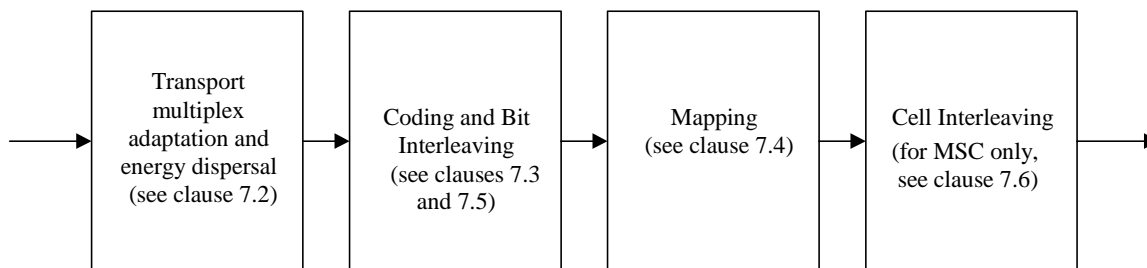 Transport
multiplex
adaptation and
energy dispersal
(see clause 7.2)
Coding and Bit
Interleaving
(see clauses 7.3
and 7.5)
Mapping
(see clause 7.4)
Cell Interleaving
(for MSC only,
see clause 7.6)